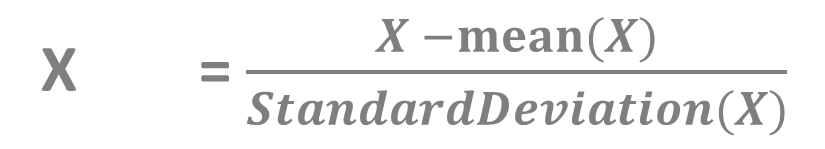 X = X −mean(X)
StandardDeviation(X)